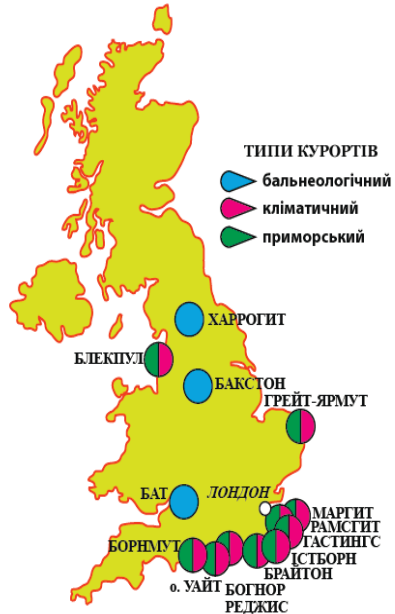 ТИПИ КУРОРТІВ
бальнеологічний
кліматичний
приморський
ХАРРОГИТ
БЛЕКПУЛ
БАКСТОН
ГРЕЙТ-ЯРМУТ
БАТ
ЛОНДОН
МАРГИТ
РАМСГИТ
ГАСТИНГС
ІСТБОРН
БРАЙТОН
БОРНМУТ
о. УАЙТ
БОГНОР
РЕДЖИС